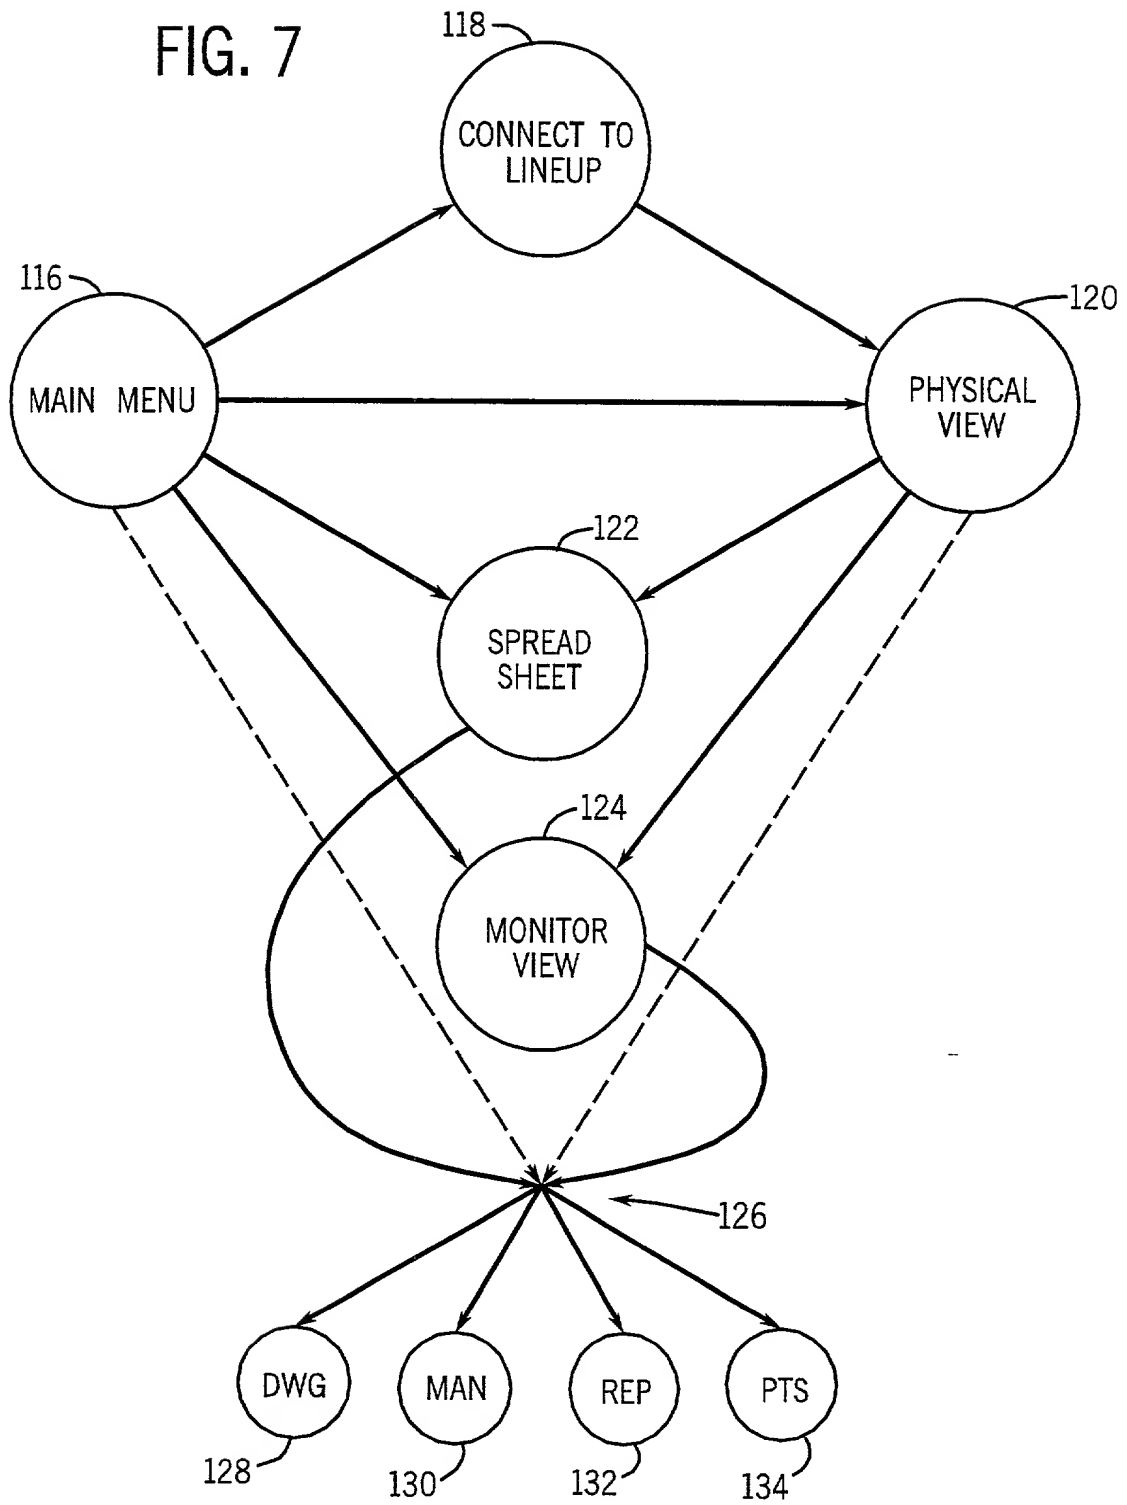 FIG. 7
118
CONNECT TO
LINEUP
116
MAIN MENU
120
PHYSICAL
VIEW
122
SPREAD
SHEET
124
MONITOR
VIEW
126
DWG
MAN
REP
PTS
128
130
132
134